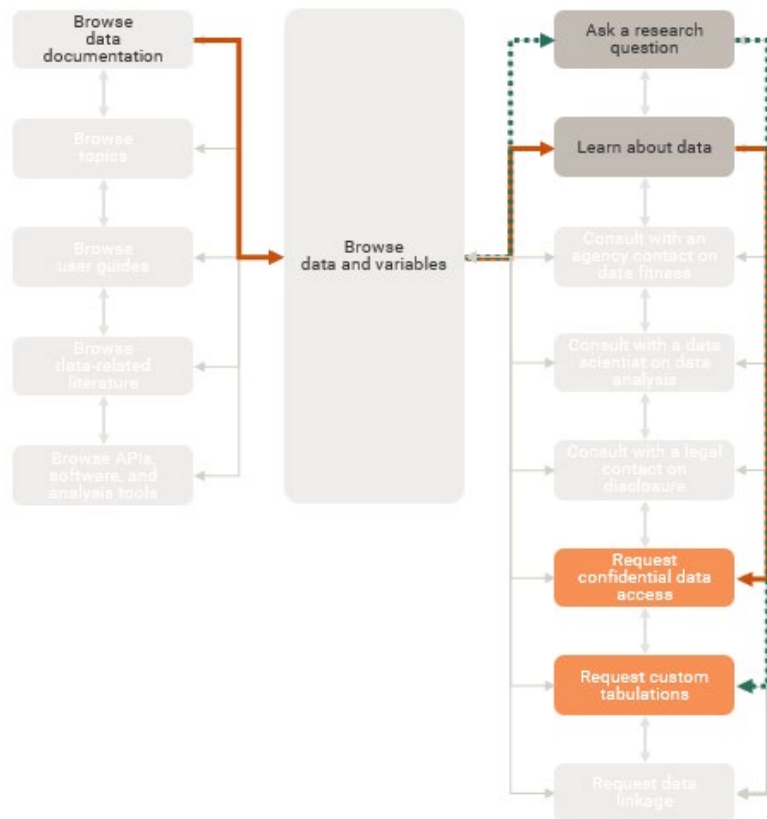 Browse
data
documentation
Browse
topics
Browse
user guides
Browse
data-related
literature
Browse APIs,
software, and
analysis tools
Browse
data and variables
Ask a research
question
Learn about data
Consult with an
agency contact on
data fitness
Consult with a data
scientist on data
analysis
Consult with a legal
contact on
disclosure
Request
confidential data
access
Request custom
tabulations
Request data
linkage